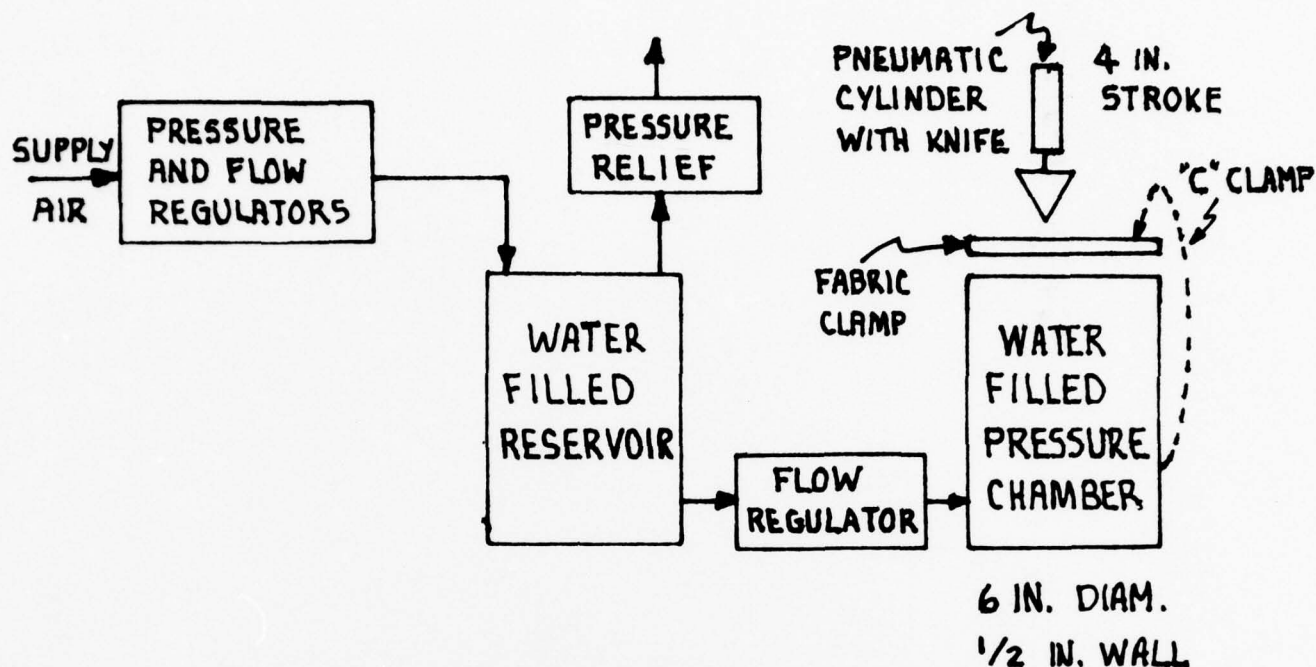 SUPPLY
AIR
PRESSURE
AND FLOW
REGULATORS
PRESSURE
RELIEF
PNEUMATIC
CYLINDER
WITH KNIFE
4 IN.
STROKE
"C" CLAMP
FABRIC
CLAMP
WATER
FILLED
RESERVOIR
FLOW
REGULATOR
WATER
FILLED
PRESSURE
CHAMBER
6 IN. DIAM.
1/2 IN. WALL